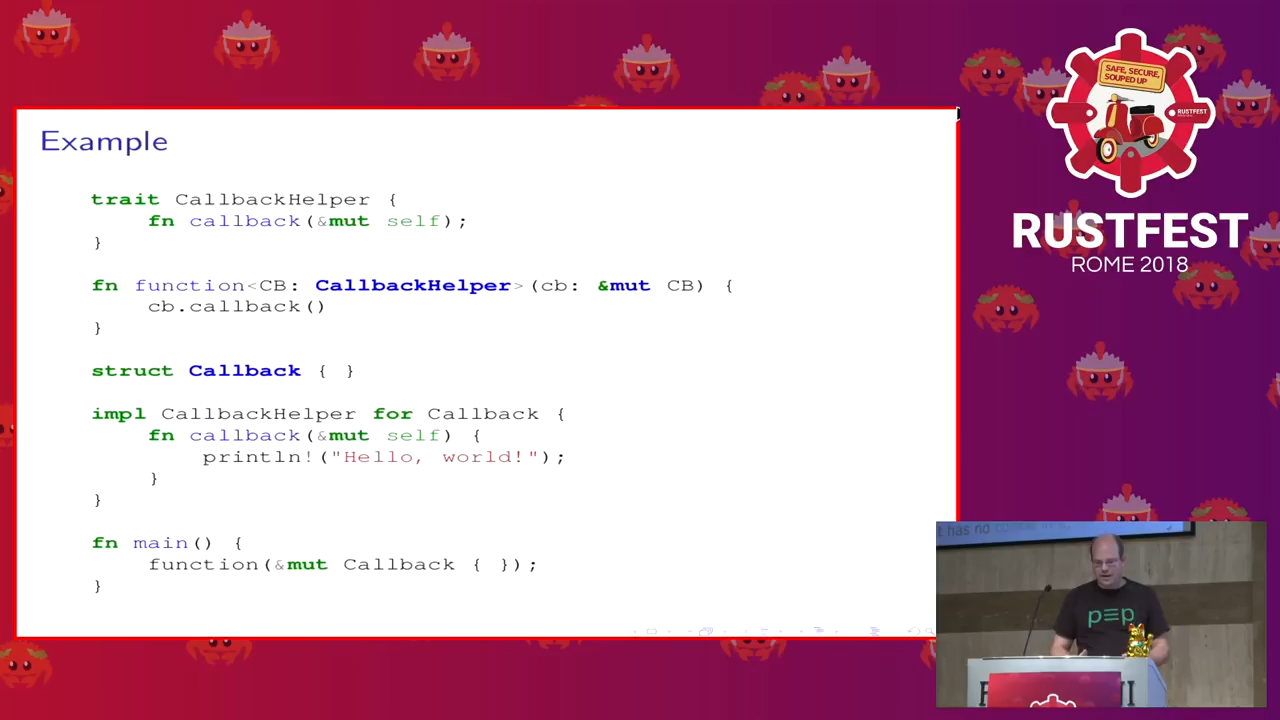 Example
trait CallbackHelper {
    fn callback(&mut self);
}
fn function<CB: CallbackHelper>(cb: &mut CB) {
    cb.callback()
}
struct Callback { }
impl CallbackHelper for Callback {
    fn callback(&mut self) {
        println!("Hello, world!");
    }
}
fn main() {
    function(&mut Callback { });
}
SAFE, SECURE,
SOUPED UP
RUSTFEST
RUSTFEST
ROME 2018
has no
p≡p